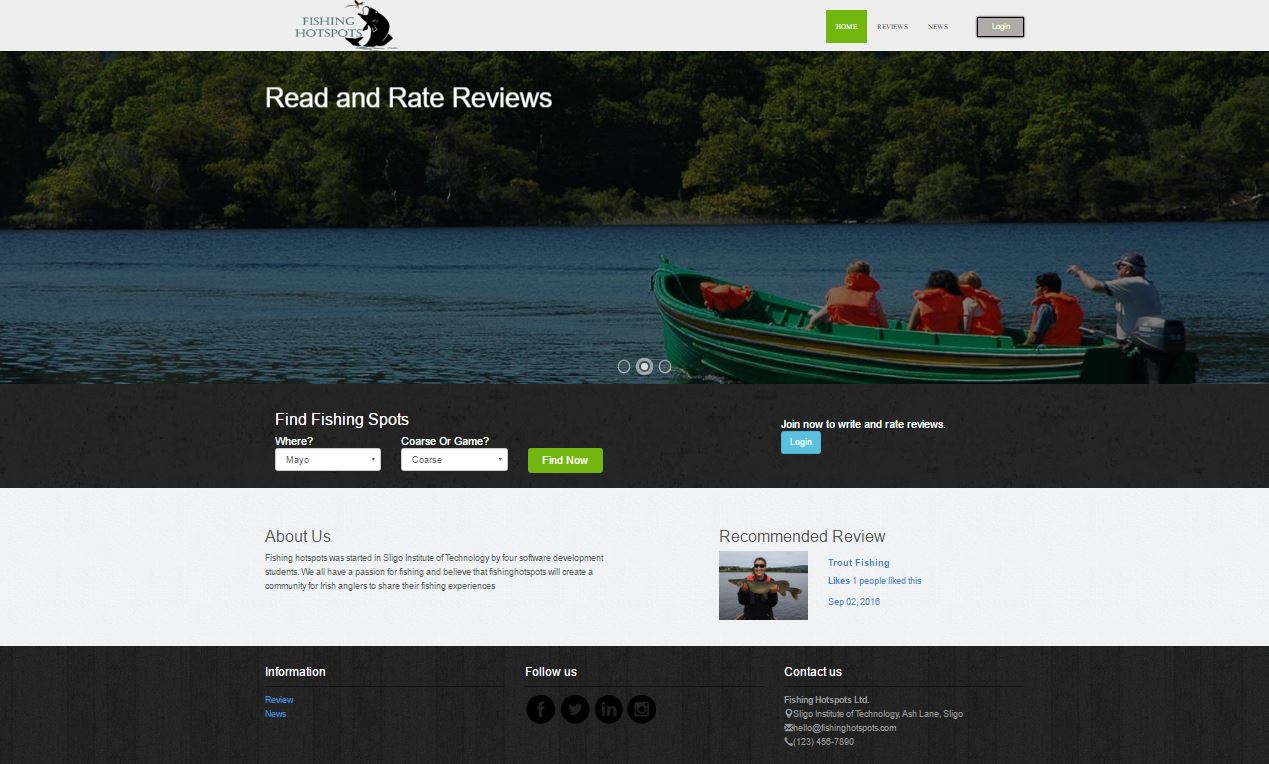 FISHING
HOTSPOTS
HOME REVIEWS NEWS Login
Read and Rate Reviews
Find Fishing Spots
Where? Coarse Or Game?
Mayo Coarse Find Now
Join now to write and rate reviews.
Login
About Us
Fishing hotspots was started in Sligo Institute of Technology by four software development
students. We all have a passion for fishing and believe that fishinghotspots will create a
community for Irish anglers to share their fishing experiences
Recommended Review
Trout Fishing
Likes 1 people liked this
Sep 02, 2016
Information
Review
News
Follow us
Contact us
Fishing Hotspots Ltd.
Sligo Institute of Technology, Ash Lane, Sligo
hello@fishinghotspots.com
(123) 456-7890